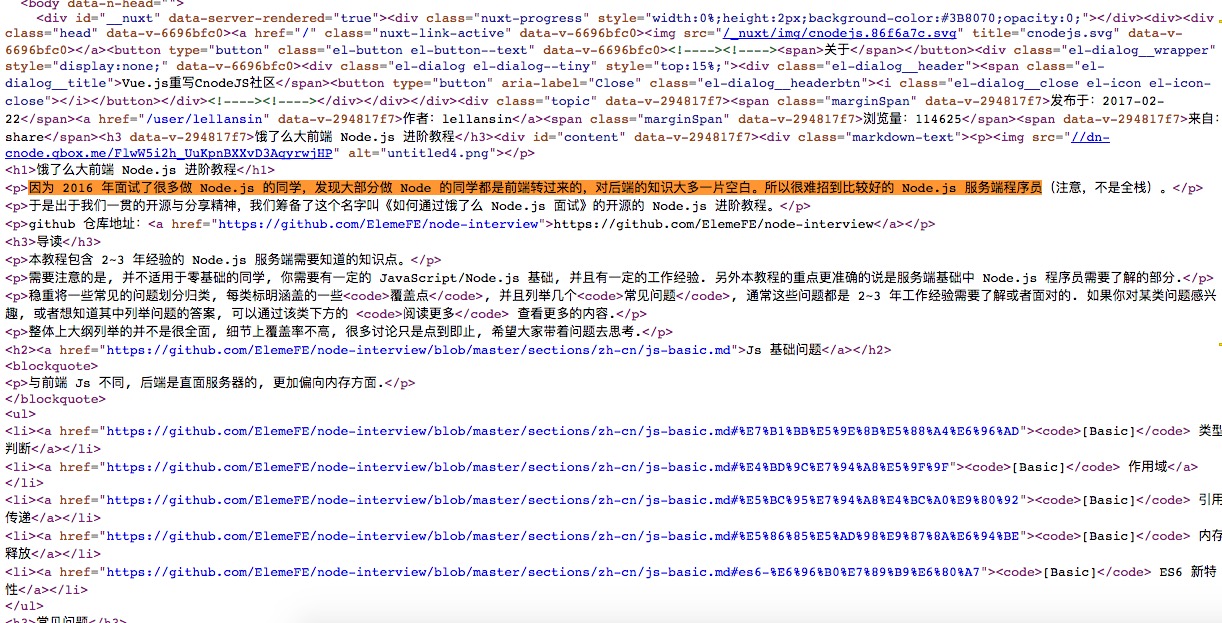 <body data-n-head="">
<div id="__nuxt" data-server-rendered="true"><div class="nuxt-progress" style="width:0%;height:2px;background-color:#3B8070;opacity:0;"></div><div><div
class="head" data-v-6696bfc0><a href="/" class="nuxt-link-active" data-v-6696bfc0><img src="/_nuxt/img/cnodejs.86f6a7c.svg" title="cnodejs.svg" data-v-
6696bfc0></a><button type="button" class="el-button el-button--text" data-v-6696bfc0><!----><!----><span>关于</span></button><div class="el-dialog__wrapper"
style="display:none;" data-v-6696bfc0><div class="el-dialog el-dialog--tiny" style="top:15%;"><div class="el-dialog__header"><span class="el-
dialog__title">Vue.js重写CnodeJS社区</span><button type="button" aria-label="Close" class="el-dialog__headerbtn"><i class="el-dialog__close el-icon el-icon-
close"></i></button></div><!----><!----></div></div></div><div class="topic" data-v-294817f7><span class="marginSpan" data-v-294817f7>发布于：2017-02-
22</span><a href="/user/lellansin" data-v-294817f7>作者：lellansin</a><span class="marginSpan" data-v-294817f7>浏览量：114625</span><span data-v-294817f7>来自：
share</span><h3 data-v-294817f7>饿了么大前端 Node.js 进阶教程</h3><div id="content" data-v-294817f7><div class="markdown-text"><p><img src="//dn-
cnode.qbox.me/FlwW5i2h_UuKpnBXXvD3AqyrwjHP" alt="untitled4.png"></p>
<h1>饿了么大前端 Node.js 进阶教程</h1>
<p>因为 2016 年面试了很多做 Node.js 的同学，发现大部分做 Node 的同学都是前端转过来的，对后端的知识大多一片空白。所以很难招到比较好的 Node.js 服务端程序员（注意，不是全栈）。</p>
<p>于是出于我们一贯的开源与分享精神，我们筹备了这个名字叫《如何通过饿了么 Node.js 面试》的开源的 Node.js 进阶教程。</p>
<p>github 仓库地址：<a href="https://github.com/ElemeFE/node-interview">https://github.com/ElemeFE/node-interview</a></p>
<h3>导读</h3>
<p>本教程包含 2~3 年经验的 Node.js 服务端需要知道的知识点。</p>
<p>需要注意的是, 并不适用于零基础的同学, 你需要有一定的 JavaScript/Node.js 基础, 并且有一定的工作经验. 另外本教程的重点更准确的说是服务端基础中 Node.js 程序员需要了解的部分.</p>
<p>稳重将一些常见的问题划分归类, 每类标明涵盖的一些<code>覆盖点</code>, 并且列举几个<code>常见问题</code>, 通常这些问题都是 2~3 年工作经验需要了解或者面对的. 如果你对某类问题感兴
趣, 或者想知道其中列举问题的答案, 可以通过该类下方的 <code>阅读更多</code> 查看更多的内容.</p>
<p>整体上大纲列举的并不是很全面, 细节上覆盖率不高, 很多讨论只是点到即止, 希望大家带着问题去思考.</p>
<h2><a href="https://github.com/ElemeFE/node-interview/blob/master/sections/zh-cn/js-basic.md">Js 基础问题</a></h2>
<blockquote>
<p>与前端 Js 不同, 后端是直面服务器的, 更加偏向内存方面.</p>
</blockquote>
<ul>
<li><a href="https://github.com/ElemeFE/node-interview/blob/master/sections/zh-cn/js-basic.md#%E7%B1%BB%E5%9E%8B%E5%88%A4%E6%96%AD"><code>[Basic]</code> 类型
判断</a></li>
<li><a href="https://github.com/ElemeFE/node-interview/blob/master/sections/zh-cn/js-basic.md#%E4%BD%9C%E7%94%A8%E5%9F%9F"><code>[Basic]</code> 作用域</a>
</li>
<li><a href="https://github.com/ElemeFE/node-interview/blob/master/sections/zh-cn/js-basic.md#%E5%BC%95%E7%94%A8%E4%BC%A0%E9%80%92"><code>[Basic]</code> 引用
传递</a></li>
<li><a href="https://github.com/ElemeFE/node-interview/blob/master/sections/zh-cn/js-basic.md#%E5%86%85%E5%AD%98%E9%87%8A%E6%94%BE"><code>[Basic]</code> 内存
释放</a></li>
<li><a href="https://github.com/ElemeFE/node-interview/blob/master/sections/zh-cn/js-basic.md#es6-%E6%96%B0%E7%89%B9%E6%80%A7"><code>[Basic]</code> ES6 新特
性</a></li>
</ul>
<h3>常见问题</h3>